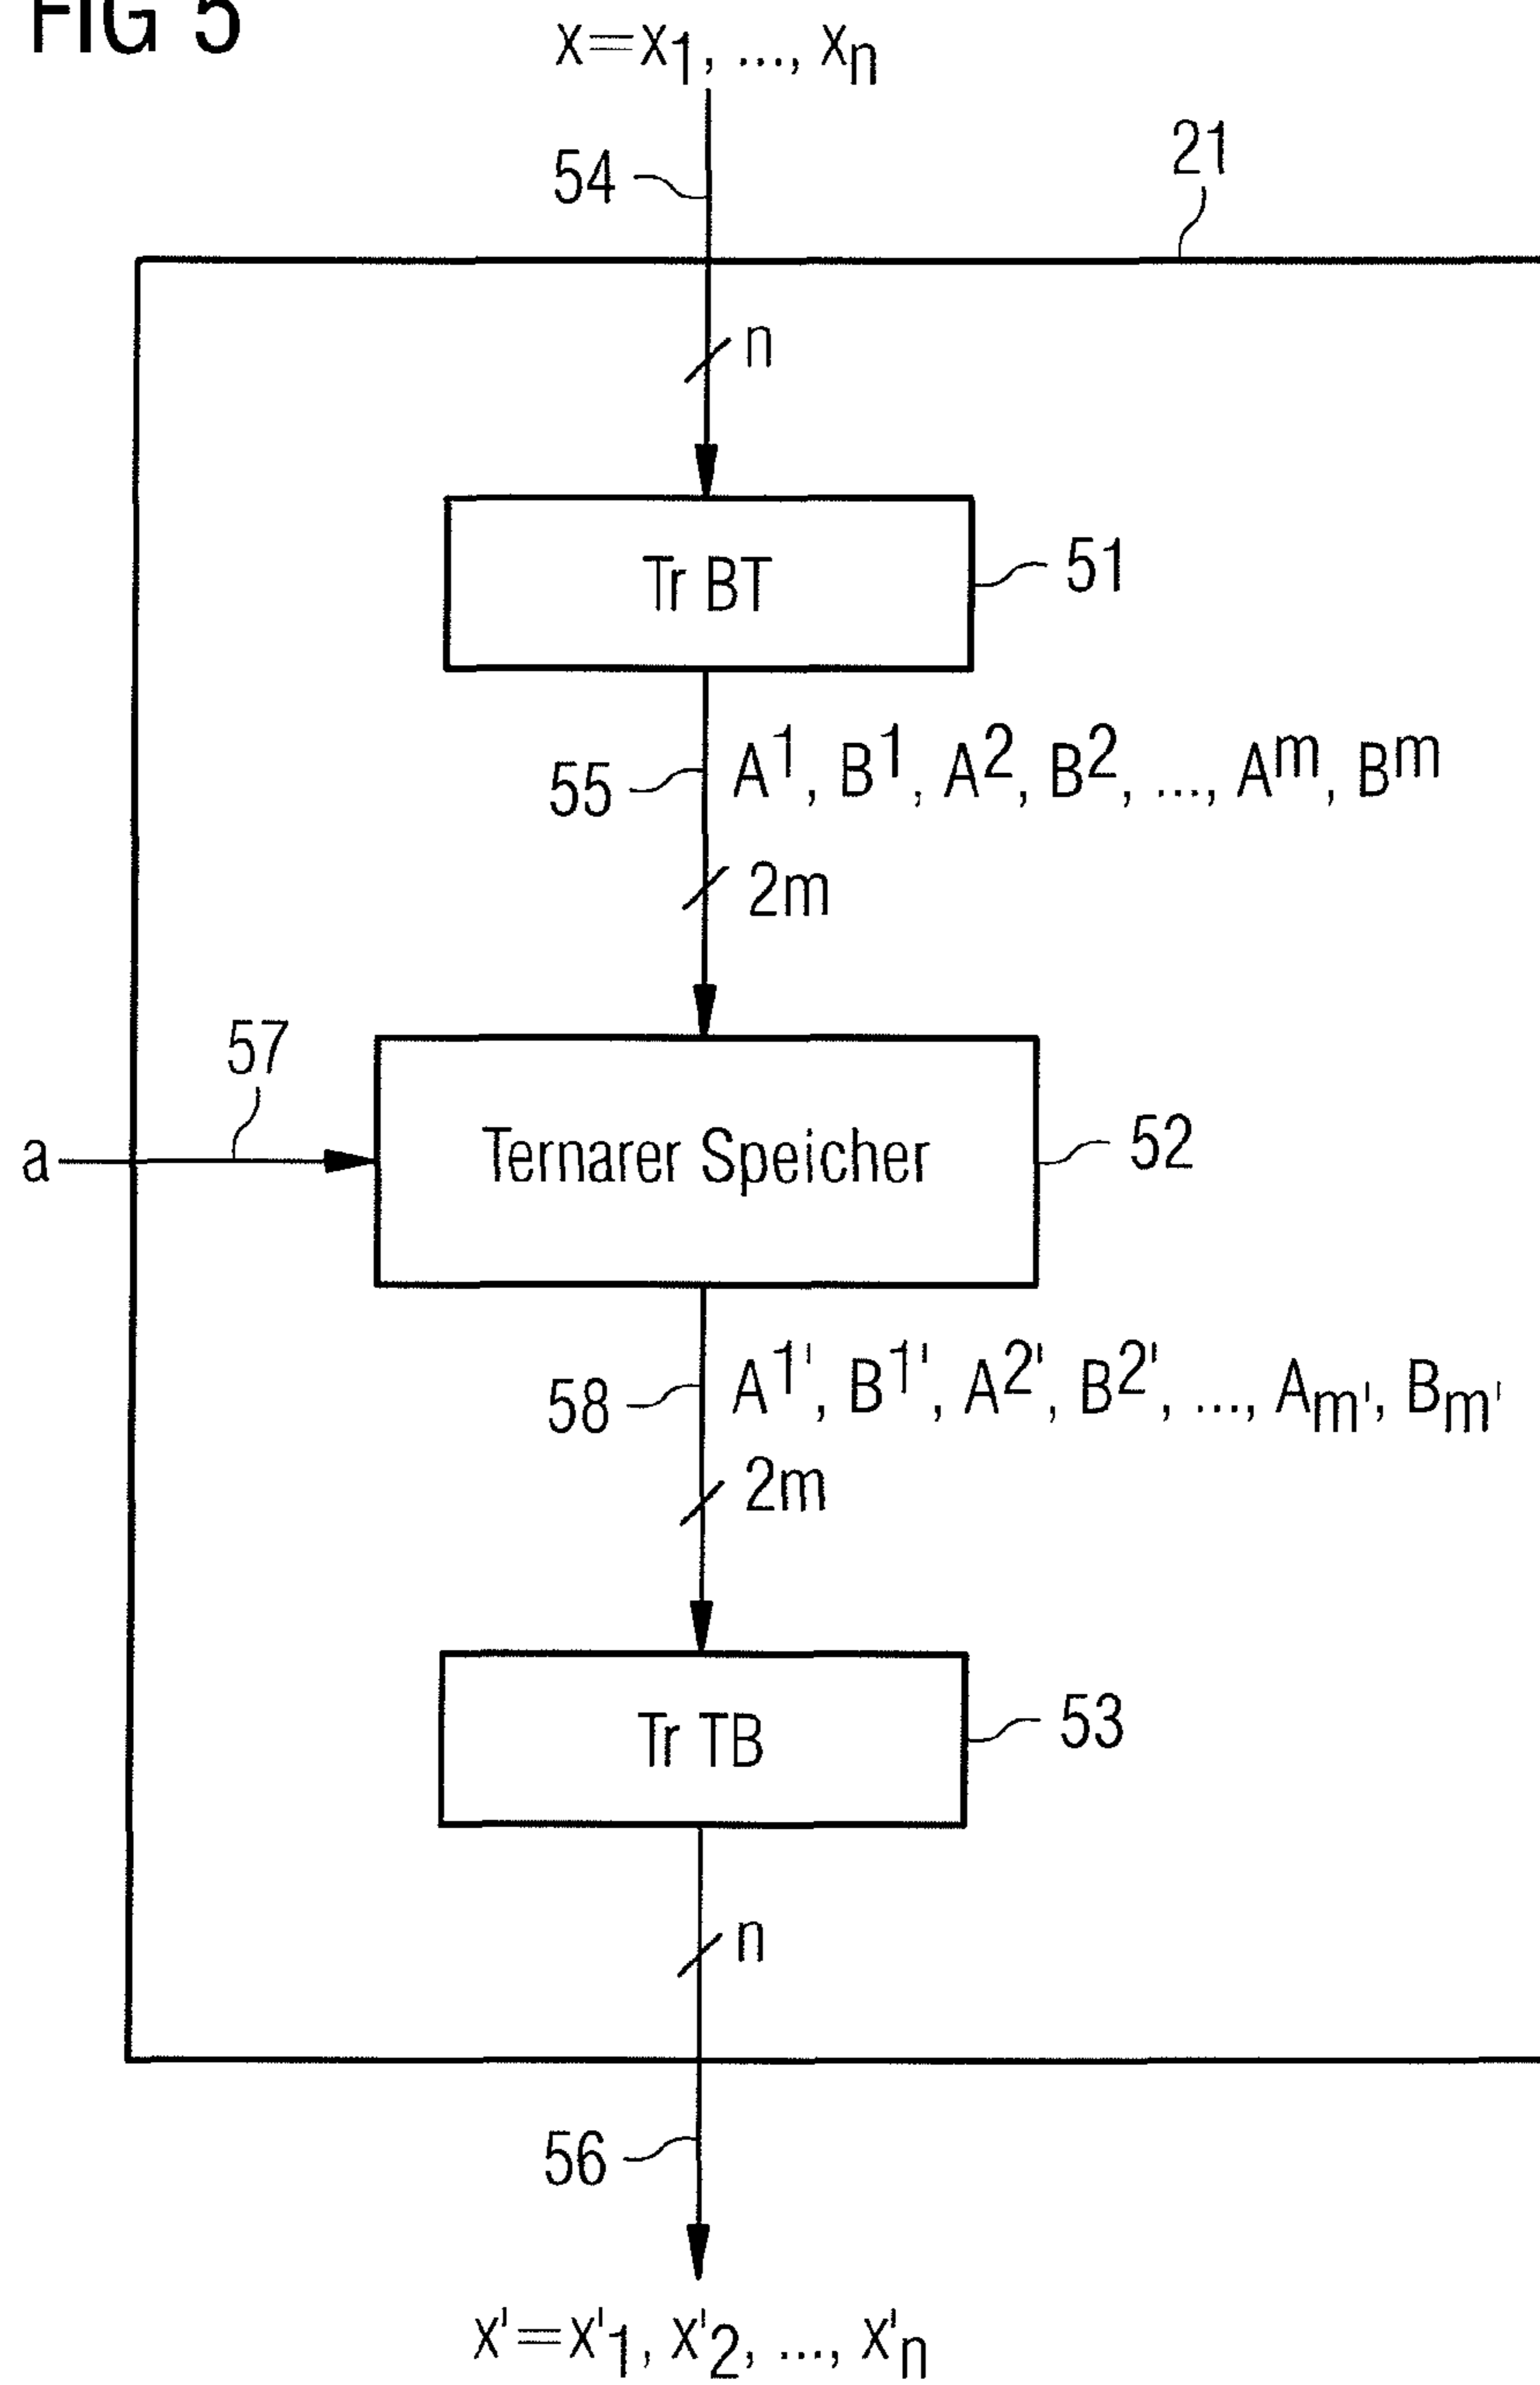 FIG 5
x=x1, ..., xn
54
21
n
Tr BT
51
55
A1, B1, A2, B2, ..., Am, Bm
2m
57
a
Ternarer Speicher
52
58
A1', B1', A2', B2', ..., Am', Bm'
2m
Tr TB
53
n
56
x'=x'1, x'2, ..., x'n